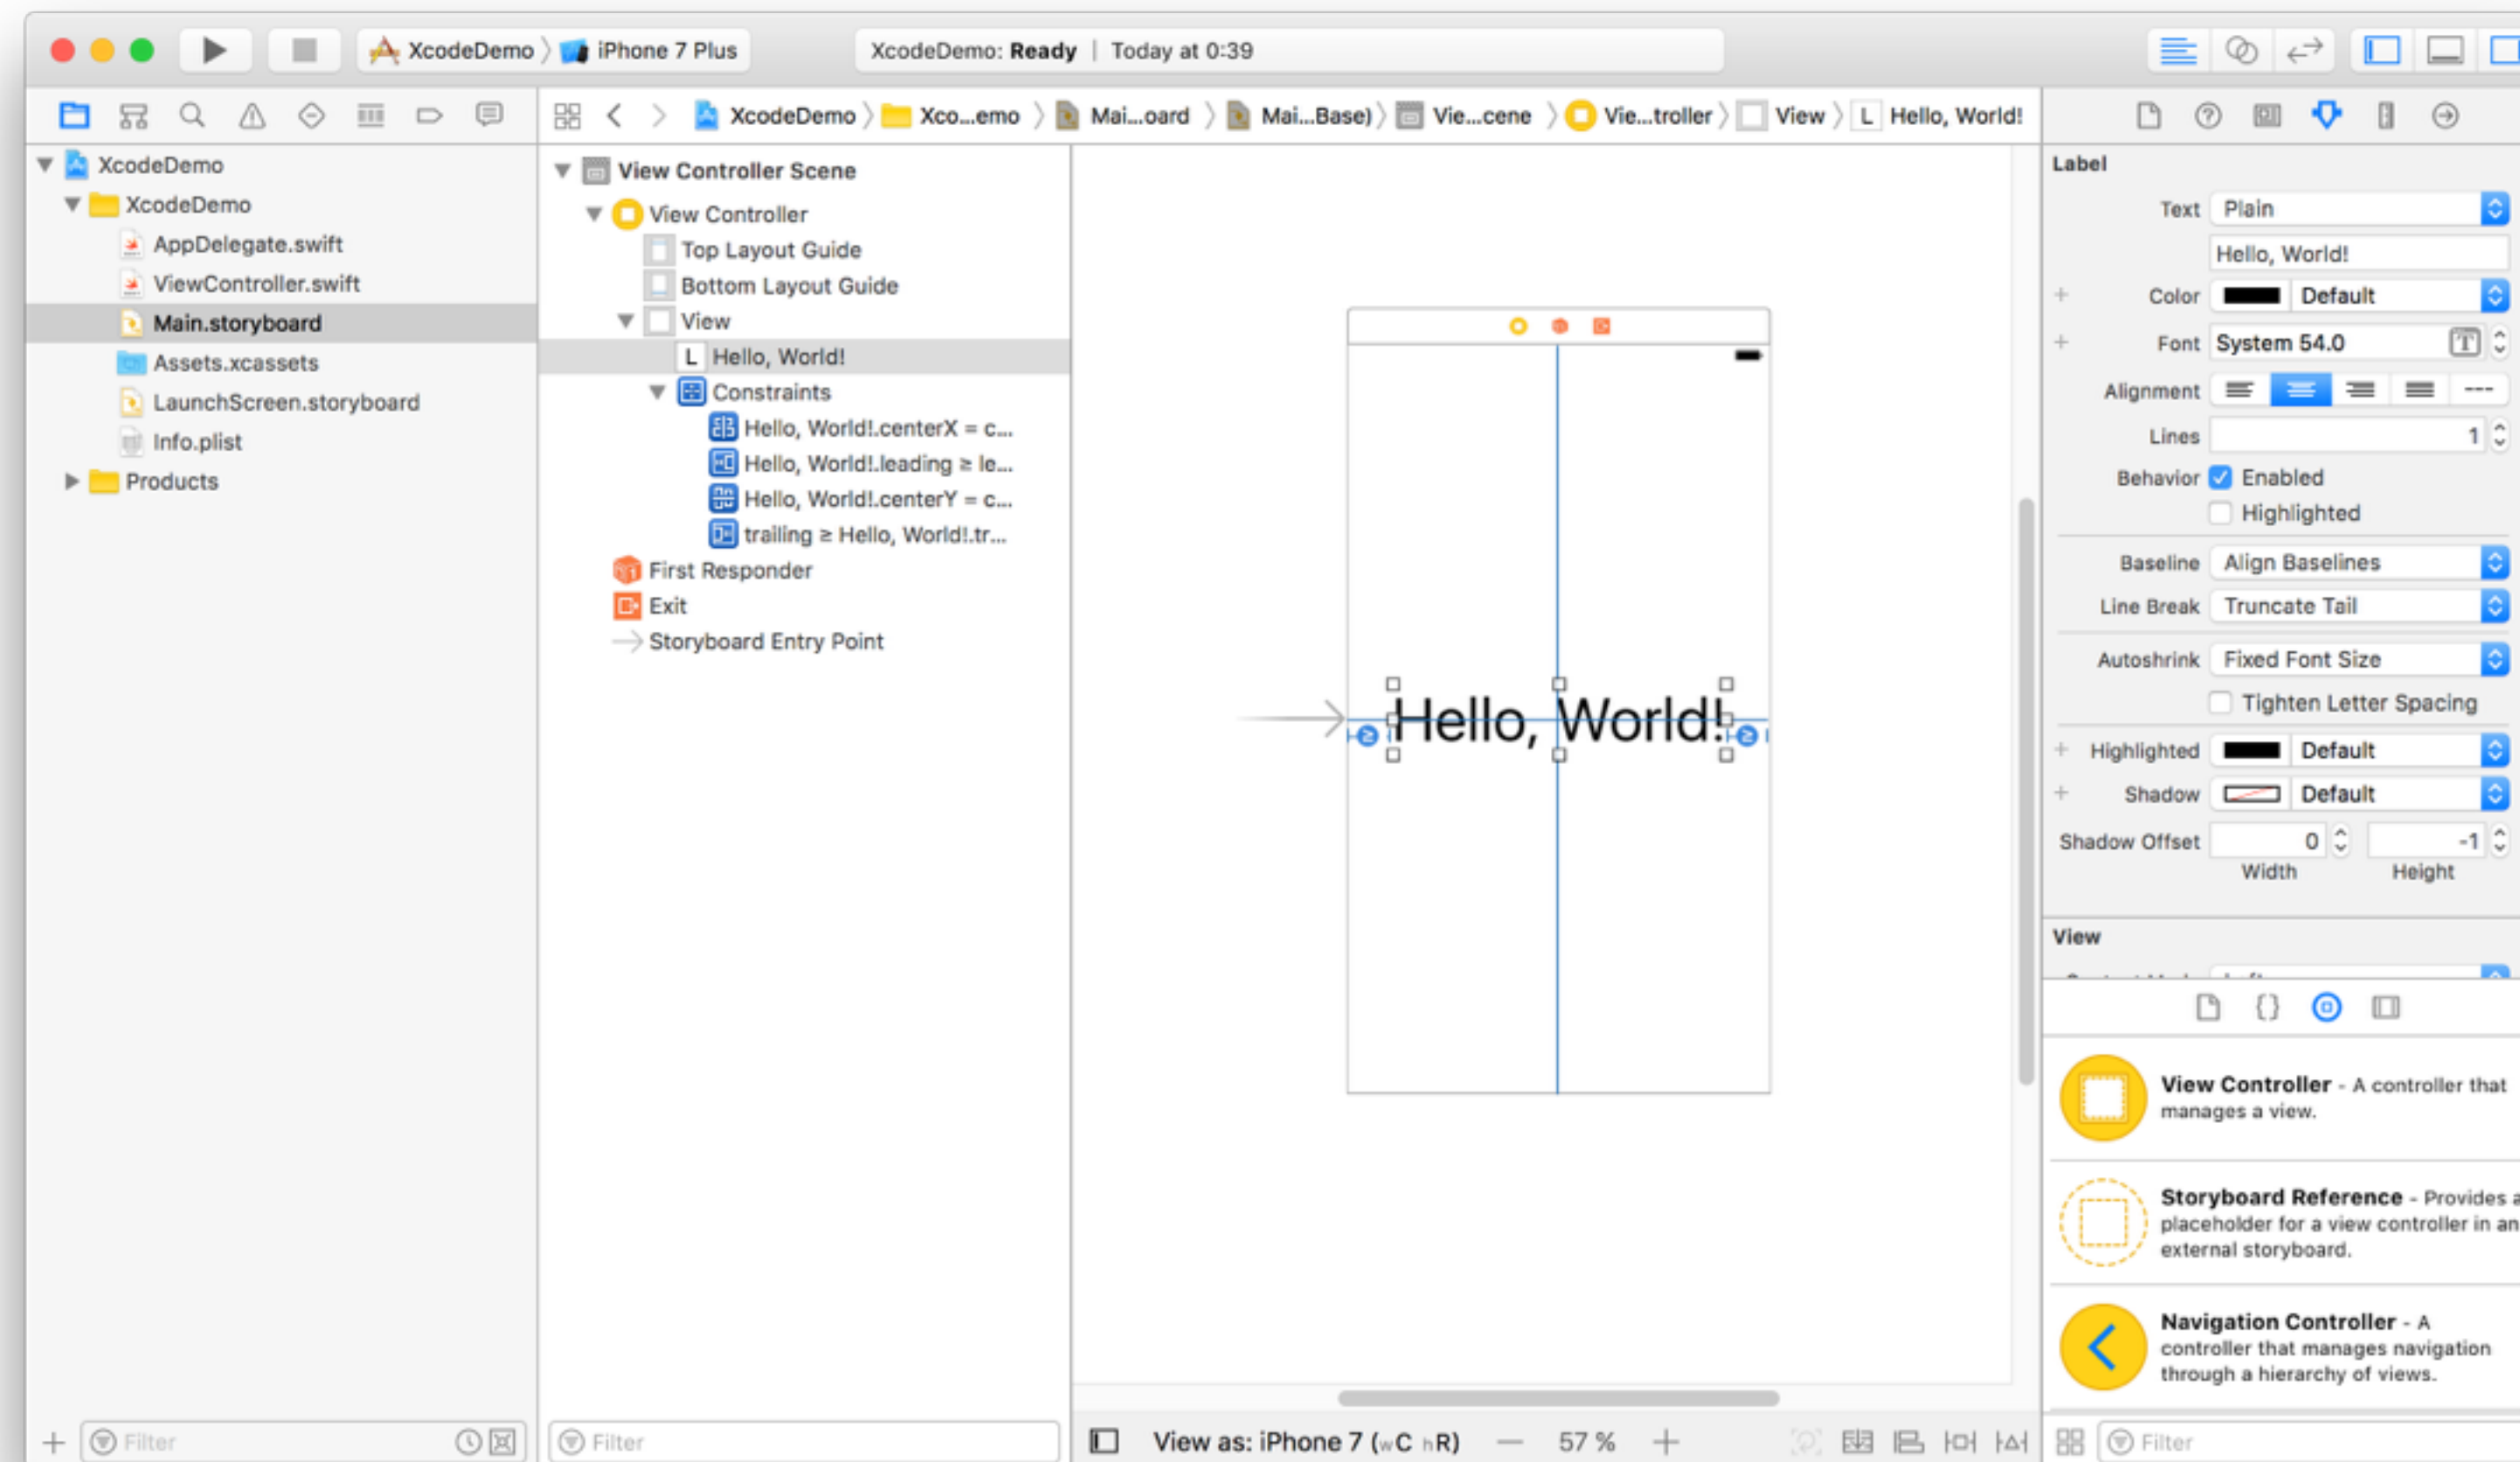 XcodeDemo
iPhone 7 Plus
XcodeDemo: Ready | Today at 0:39
XcodeDemo
Xco...emo
Mai...oard
Mai...Base)
Vie...cene
Vie...troller
View
L Hello, World!
XcodeDemo
XcodeDemo
AppDelegate.swift
ViewController.swift
Main.storyboard
Assets.xcassets
LaunchScreen.storyboard
Info.plist
Products
Filter
View Controller Scene
View Controller
Top Layout Guide
Bottom Layout Guide
View
L Hello, World!
Constraints
Hello, World!.centerX = c...
Hello, World!.leading ≥ le...
Hello, World!.centerY = c...
trailing ≥ Hello, World!.tr...
First Responder
Exit
Storyboard Entry Point
Filter
Hello, World!
View as: iPhone 7 (wC hR)
57 %
Label
Text Plain
Hello, World!
Color Default
Font System 54.0
Alignment
Lines 1
Behavior Enabled
Highlighted
Baseline Align Baselines
Line Break Truncate Tail
Autoshrink Fixed Font Size
Tighten Letter Spacing
Highlighted Default
Shadow Default
Shadow Offset 0 -1
Width Height
View
{}
View Controller - A controller that
manages a view.
Storyboard Reference - Provides a
placeholder for a view controller in an
external storyboard.
Navigation Controller - A
controller that manages navigation
through a hierarchy of views.
Filter